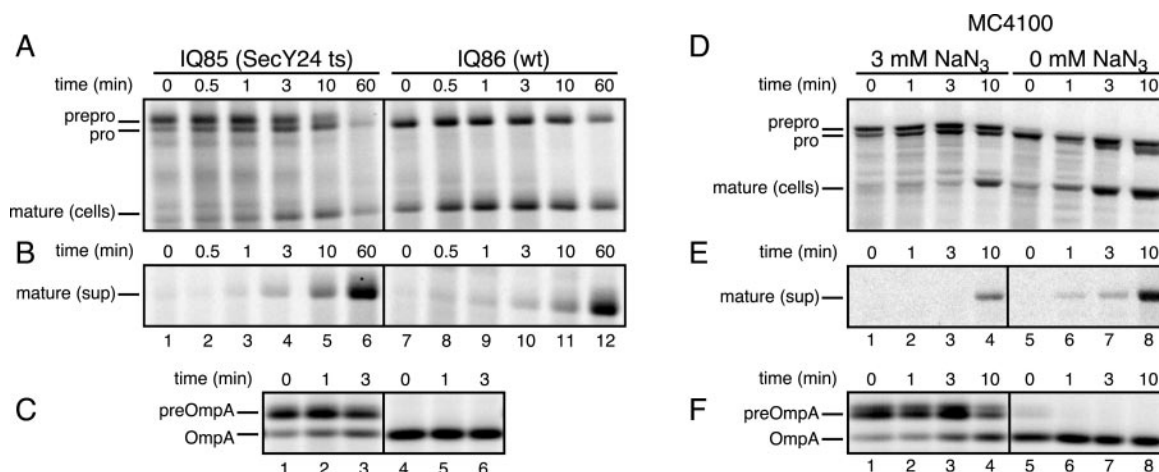 A
IQ85 (SecY24 ts) IQ86 (wt)
time (min) 0 0.5 1 3 10 60 0 0.5 1 3 10 60
prepro
pro
mature (cells)
B
time (min) 0 0.5 1 3 10 60 0 0.5 1 3 10 60
mature (sup)
1 2 3 4 5 6 7 8 9 10 11 12
C
time (min) 0 1 3 0 1 3
preOmpA
OmpA
1 2 3 4 5 6
MC4100
D
3 mM NaN₃ 0 mM NaN₃
time (min) 0 1 3 10 0 1 3 10
prepro
pro
mature (cells)
E
time (min) 0 1 3 10 0 1 3 10
mature (sup)
1 2 3 4 5 6 7 8
F
time (min) 0 1 3 10 0 1 3 10
preOmpA
OmpA
1 2 3 4 5 6 7 8